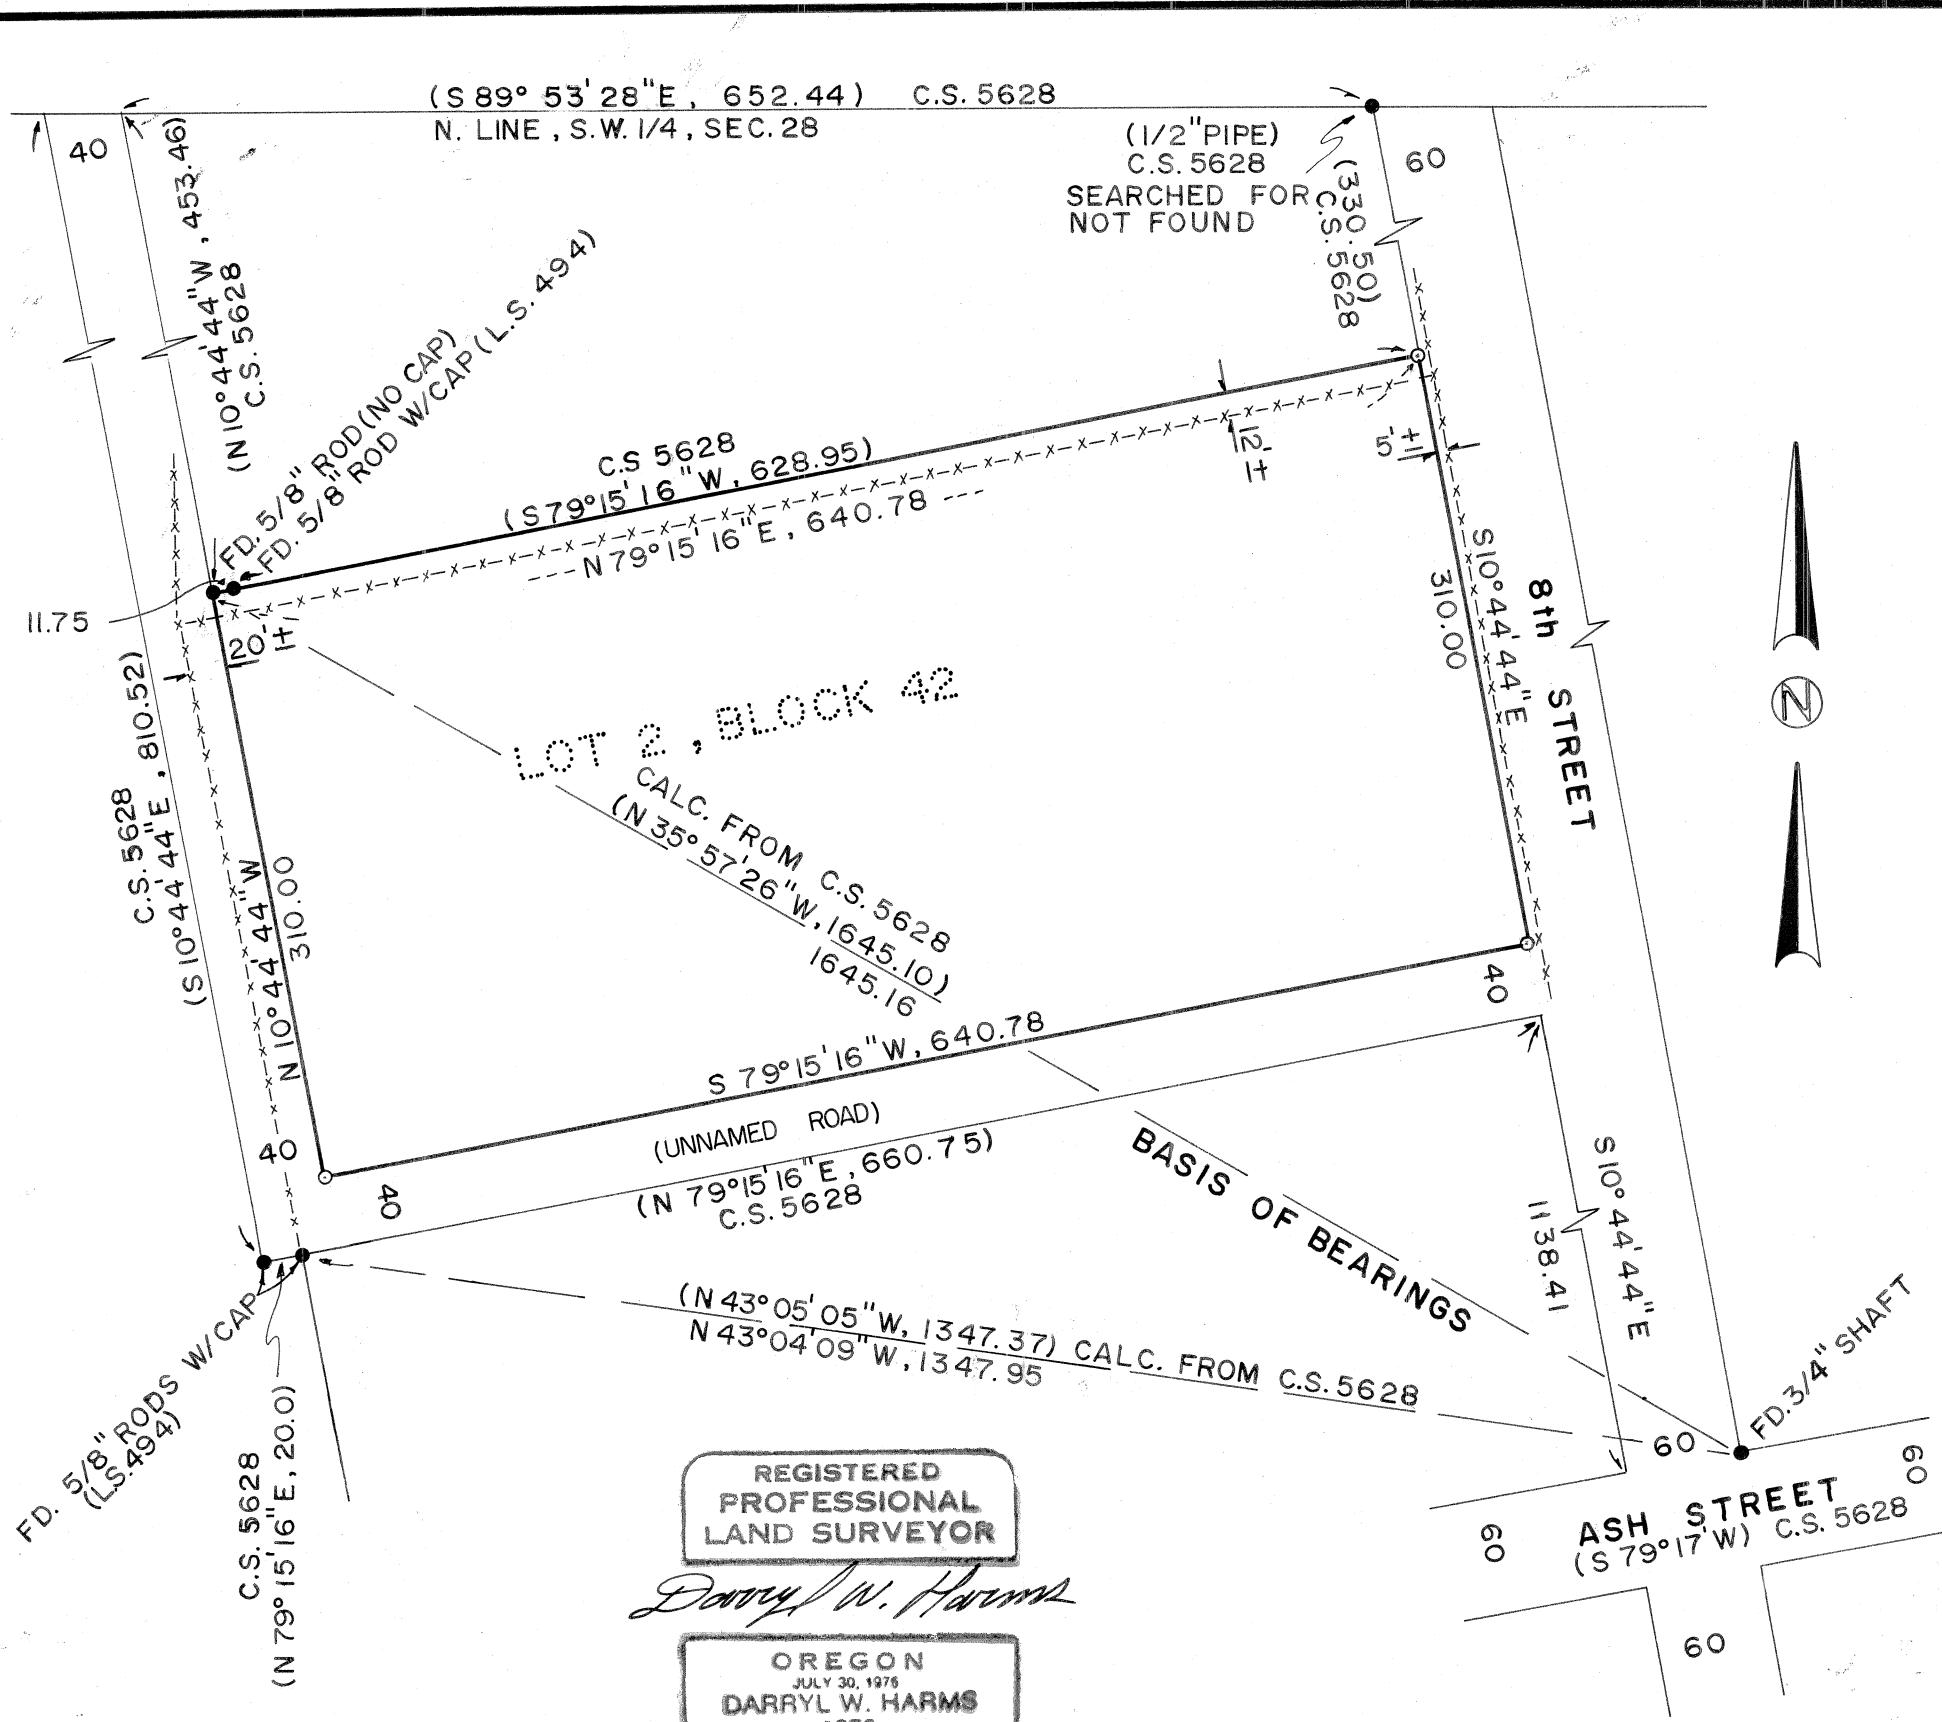 (S 89° 53' 28" E, 652.44) C.S. 5628
N. LINE, S.W. 1/4, SEC. 28
40
(N 10° 44' 44" W, 453.46)
C.S. 5628
(1/2" PIPE)
C.S. 5628
SEARCHED FOR
NOT FOUND
(330.50)
C.S. 5628
60
FD. 5/8" ROD (NO CAP)
FD. 5/8" ROD W/CAP (L.S. 494)
C.S 5628
(S 79° 15' 16" W, 628.95)
N 79° 15' 16" E, 640.78
12' ±
5' ±
11.75
20' ±
S 10° 44' 44" E
310.00
8th STREET
N
LOT 2, BLOCK 42
CALC. FROM C.S. 5628
(N 35° 57' 26" W, 1645.10)
1645.16
C.S. 5628
(S 10° 44' 44" E, 810.52)
N 10° 44' 44" W
310.00
S 79° 15' 16" W, 640.78
40
(UNNAMED ROAD)
(N 79° 15' 16" E, 660.75)
C.S. 5628
40
40
BASIS OF BEARINGS
S 10° 44' 44" E
1138.41
(N 43° 05' 05" W, 1347.37) CALC. FROM C.S. 5628
N 43° 04' 09" W, 1347.95
FD. 5/8" RODS W/CAP
(L.S. 494)
C.S. 5628
(N 79° 15' 16" E, 20.0)
FD. 3/4" SHAFT
60
60
60
ASH STREET
(S 79° 17' W) C.S. 5628
60
REGISTERED
PROFESSIONAL
LAND SURVEYOR
Darryl W. Harms
OREGON
JULY 30, 1976
DARRYL W. HARMS